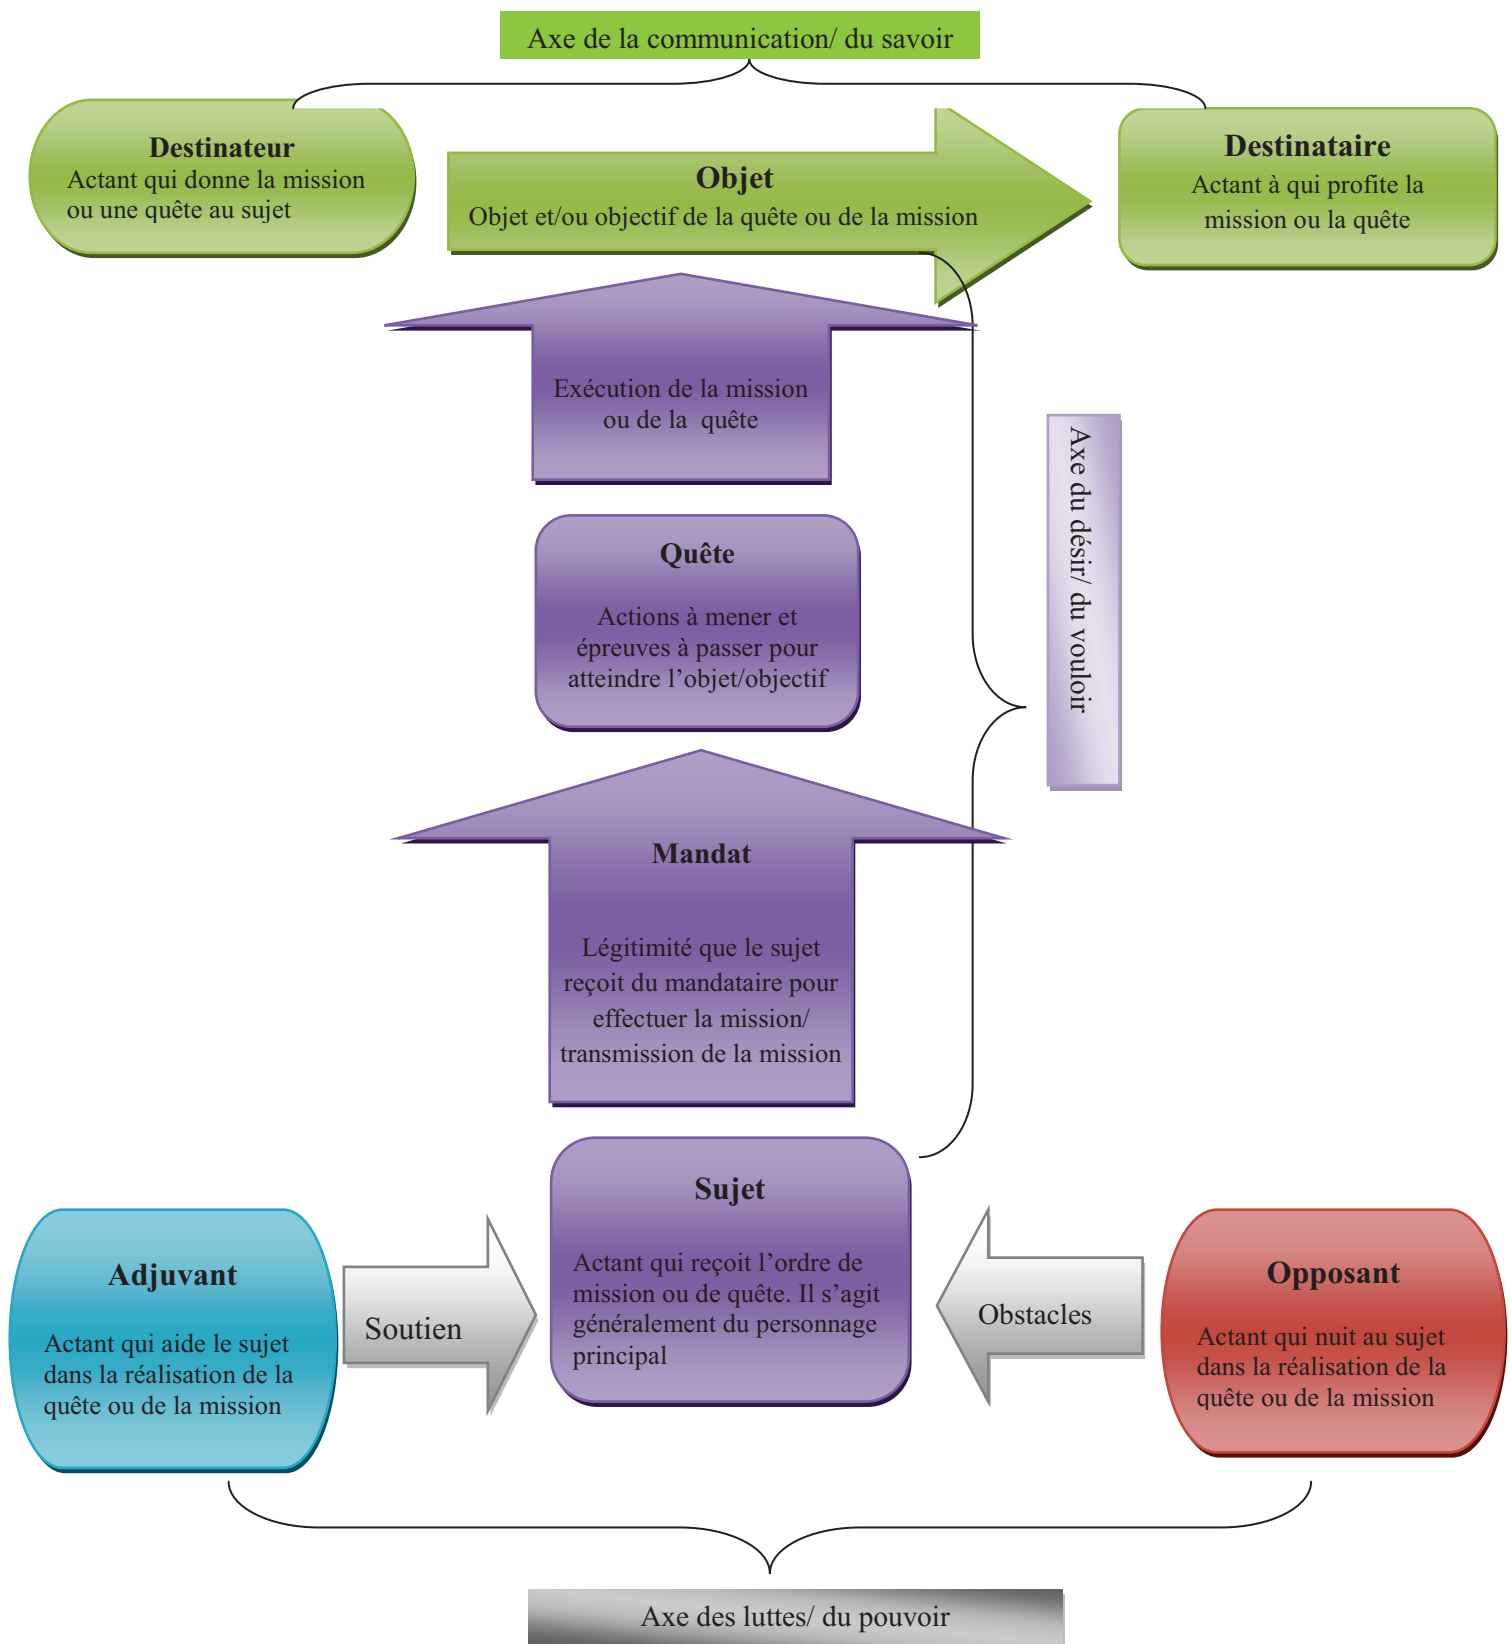 Axe de la communication/ du savoir
Destinateur
Actant qui donne la mission
ou une quête au sujet
Objet
Objet et/ou objectif de la quête ou de la mission
Destinataire
Actant à qui profite la
mission ou la quête
Exécution de la mission
ou de la quête
Axe du désir/ du vouloir
Quête
Actions à mener et
épreuves à passer pour
atteindre l’objet/objectif
Mandat
Légitimité que le sujet
reçoit du mandataire pour
effectuer la mission/
transmission de la mission
Sujet
Actant qui reçoit l’ordre de
mission ou de quête. Il s’agit
généralement du personnage
principal
Adjuvant
Actant qui aide le sujet
dans la réalisation de la
quête ou de la mission
Soutien
Obstacles
Opposant
Actant qui nuit au sujet
dans la réalisation de la
quête ou de la mission
Axe des luttes/ du pouvoir